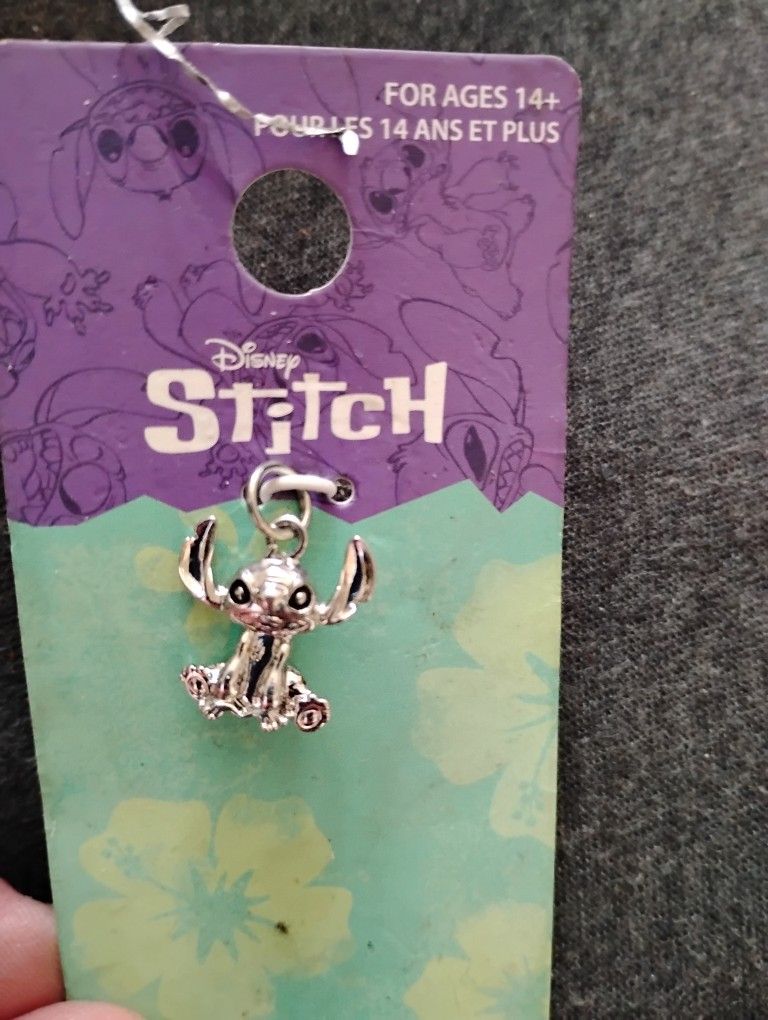 FOR AGES 14+
POUR LES 14 ANS ET PLUS
Disney
Stitch